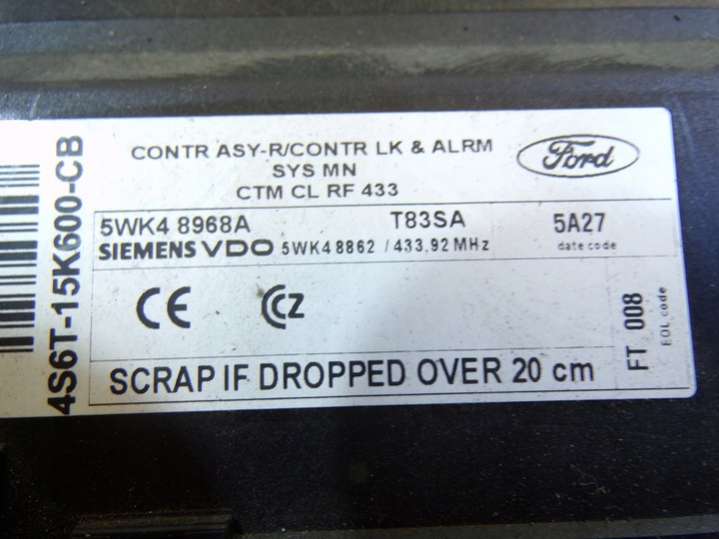 4S6T-15K600-CB
CONTR ASY-R/CONTR LK & ALRM
SYS MN
CTM CL RF 433
Ford
5WK4 8968A T83SA 5A27
SIEMENS VDO 5WK4 8862 / 433,92 MHz date code
CE CZ
FT 008
EOL code
SCRAP IF DROPPED OVER 20 cm